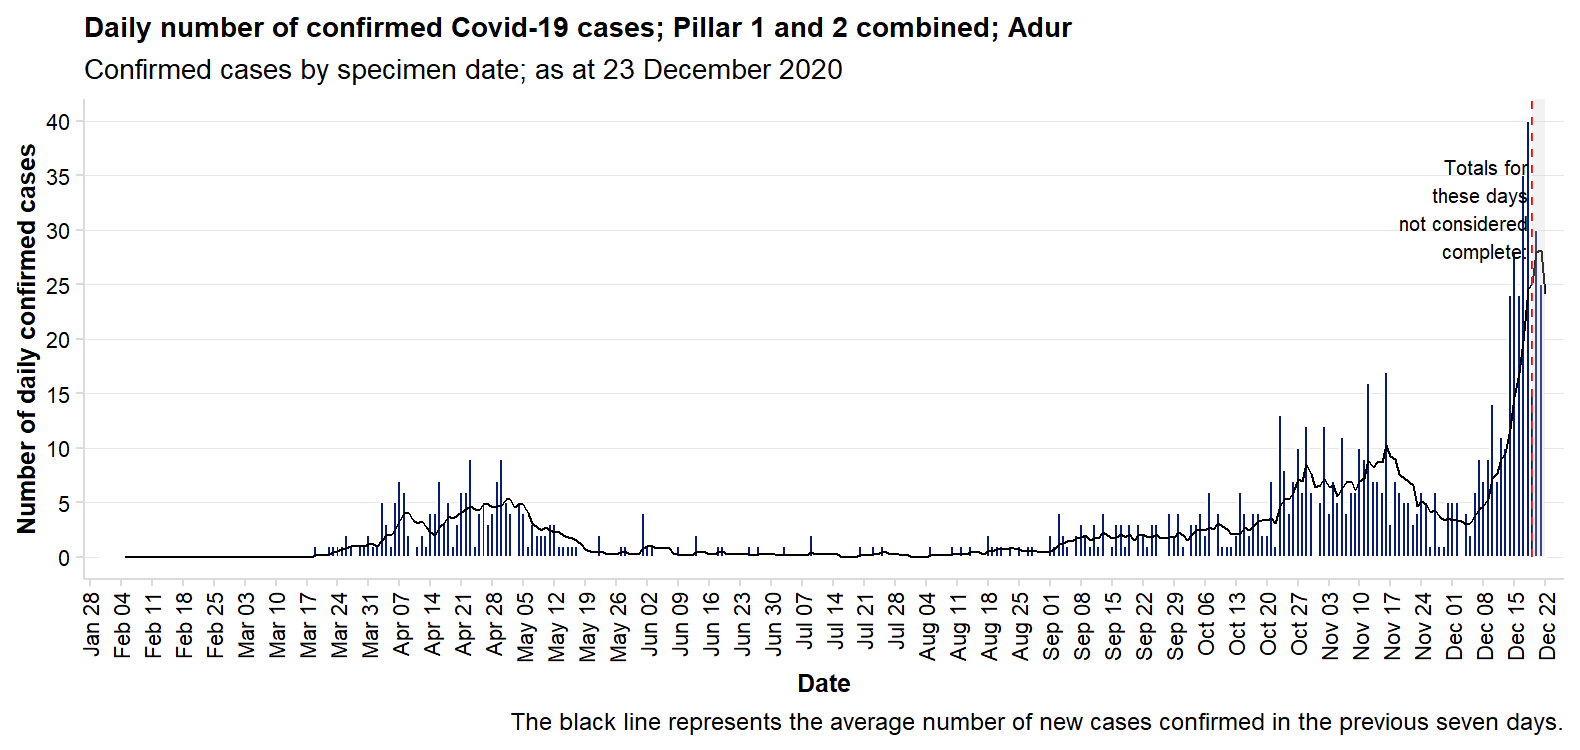 Daily number of confirmed Covid-19 cases; Pillar 1 and 2 combined; Adur
Confirmed cases by specimen date; as at 23 December 2020
Number of daily confirmed cases
40
35
30
25
20
15
10
5
0
Totals for
these days
not considered
complete.
Jan 28
Feb 04
Feb 11
Feb 18
Feb 25
Mar 03
Mar 10
Mar 17
Mar 24
Mar 31
Apr 07
Apr 14
Apr 21
Apr 28
May 05
May 12
May 19
May 26
Jun 02
Jun 09
Jun 16
Jun 23
Jun 30
Jul 07
Jul 14
Jul 21
Jul 28
Aug 04
Aug 11
Aug 18
Aug 25
Sep 01
Sep 08
Sep 15
Sep 22
Sep 29
Oct 06
Oct 13
Oct 20
Oct 27
Nov 03
Nov 10
Nov 17
Nov 24
Dec 01
Dec 08
Dec 15
Dec 22
Date
The black line represents the average number of new cases confirmed in the previous seven days.